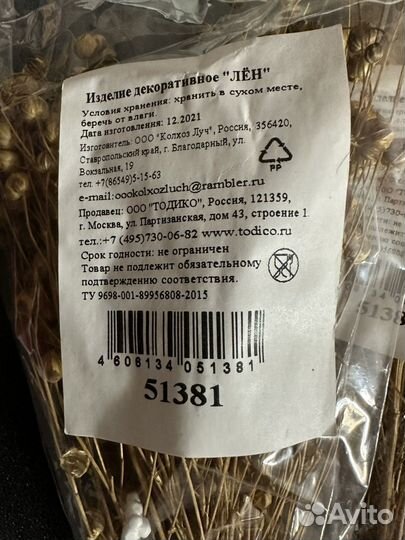 Изделие декоративное "ЛЁН"
Условия хранения: хранить в сухом месте,
беречь от влаги.
Дата изготовления: 12.2021
Изготовитель: ООО "Колхоз Луч", Россия, 356420,
Ставропольский край, г. Благодарный, ул.
Вокзальная, 19
тел. +7(86549)5-15-63
e-mail:oookolxozluch@rambler.ru
PP
Продавец: ООО "ТОДИКО", Россия, 121359,
г. Москва, ул. Партизанская, дом 43, строение 1.
тел.:+7 (495)730-06-82 www.todico.ru
Срок годности: не ограничен
Товар не подлежит обязательному
подтверждению соответствия.
ТУ 9698-001-89956808-2015
4 606134 051381
51381
5138
Avito